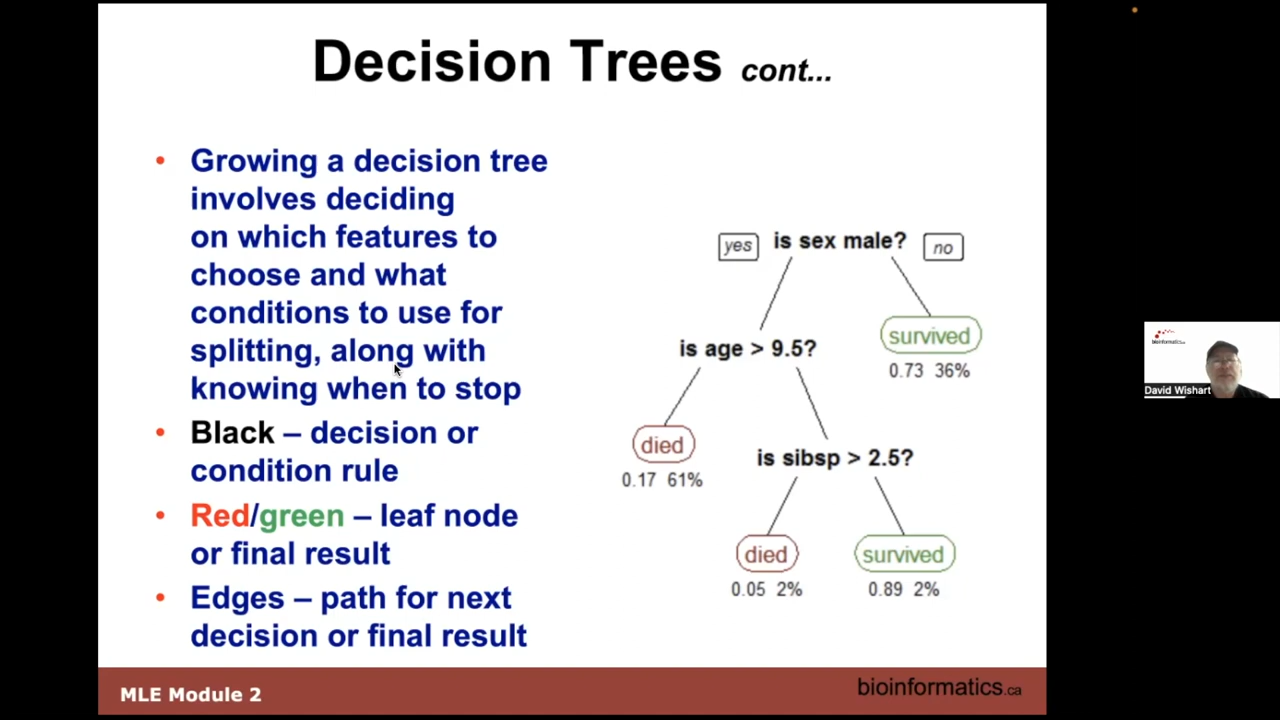 Decision Trees cont...
• Growing a decision tree
involves deciding
on which features to
choose and what
conditions to use for
splitting, along with
knowing when to stop
• Black – decision or
condition rule
• Red/green – leaf node
or final result
• Edges – path for next
decision or final result
yes is sex male? no
survived
0.73 36%
is age > 9.5?
died
0.17 61%
is sibsp > 2.5?
died survived
0.05 2% 0.89 2%
MLE Module 2
bioinformatics.ca
bioinformatics.ca
David Wishart